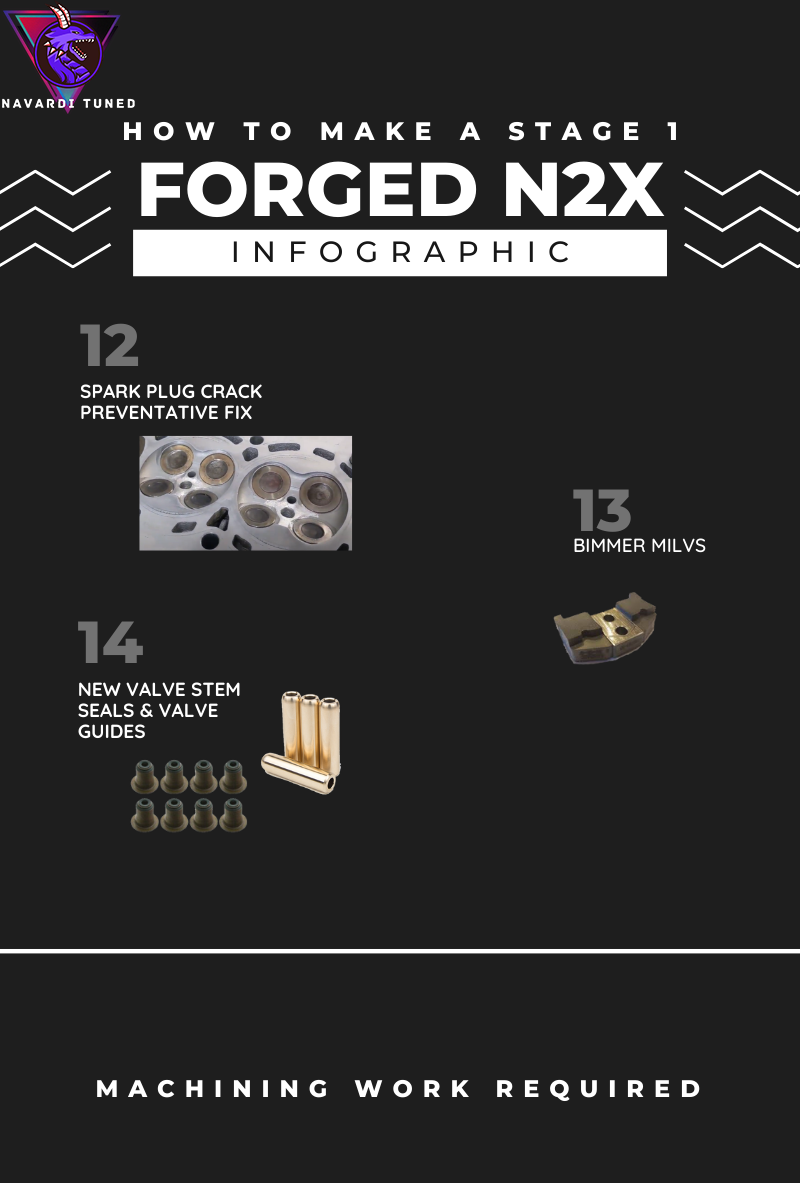 NAVARDI TUNED
HOW TO MAKE A STAGE 1
FORGED N2X
INFOGRAPHIC
12
SPARK PLUG CRACK
PREVENTATIVE FIX
13
BIMMER MILVS
14
NEW VALVE STEM
SEALS & VALVE
GUIDES
MACHINING WORK REQUIRED